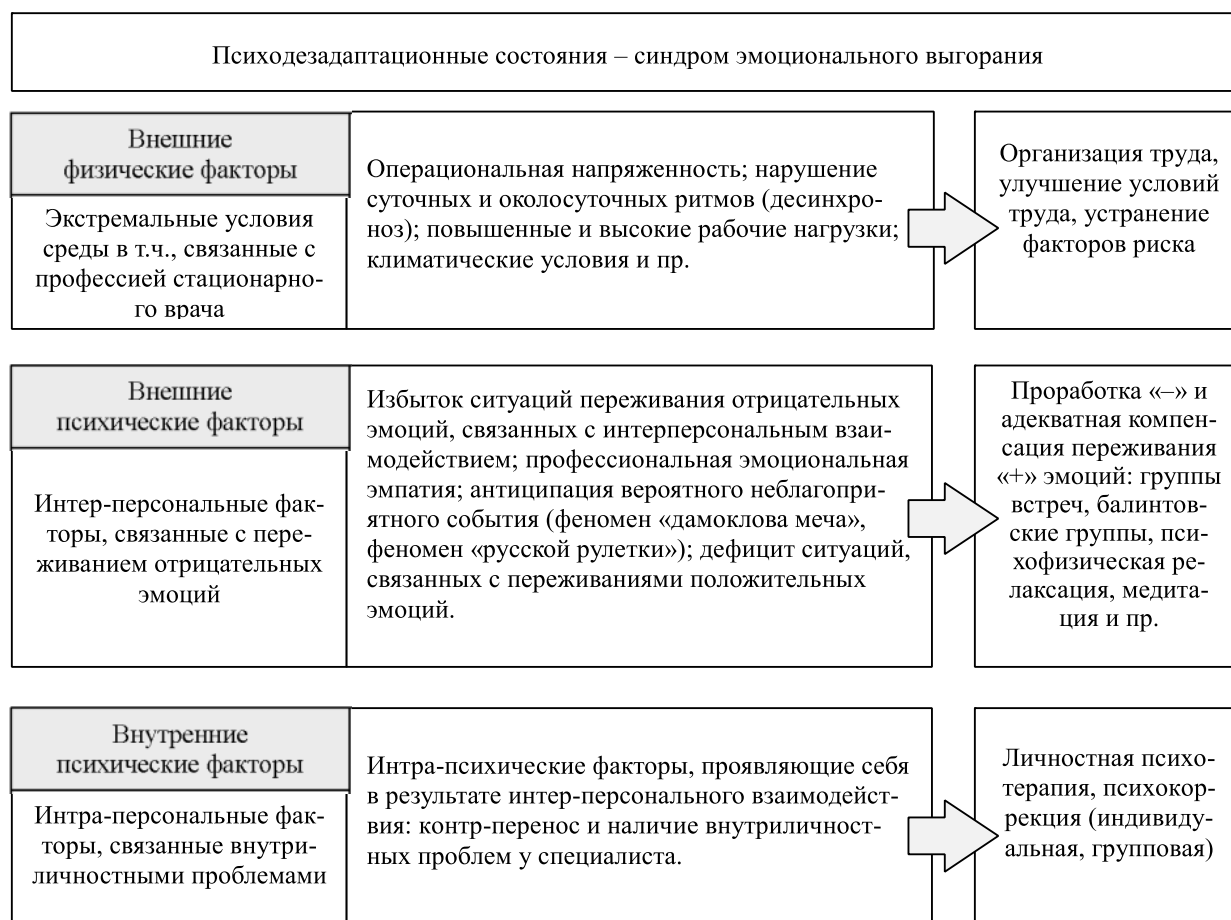 Психодезадаптационные состояния – синдром эмоционального выгорания
Внешние
физические факторы
Экстремальные условия
среды в т.ч., связанные с
профессией стационарно-
го врача
Операциональная напряженность; нарушение
суточных и околосуточных ритмов (десинхро-
ноз); повышенные и высокие рабочие нагрузки;
климатические условия и пр.
Организация труда,
улучшение условий
труда, устранение
факторов риска
Внешние
психические факторы
Интер-персональные фак-
торы, связанные с пере-
живанием отрицательных
эмоций
Избыток ситуаций переживания отрицательных
эмоций, связанных с интерперсональным взаи-
модействием; профессиональная эмоциональная
эмпатия; антиципация вероятного неблагопри-
ятного события (феномен «дамоклова меча»,
феномен «русской рулетки»); дефицит ситуаций,
связанных с переживаниями положительных
эмоций.
Проработка «–» и
адекватная компен-
сация переживания
«+» эмоций: группы
встреч, балинтов-
ские группы, пси-
хофизическая ре-
лаксация, медита-
ция и пр.
Внутренние
психические факторы
Интра-персональные фак-
торы, связанные внутри-
личностными проблемами
Интра-психические факторы, проявляющие себя
в результате интер-персонального взаимодейст-
вия: контр-перенос и наличие внутриличност-
ных проблем у специалиста.
Личностная психо-
терапия, психокор-
рекция (индивиду-
альная, групповая)